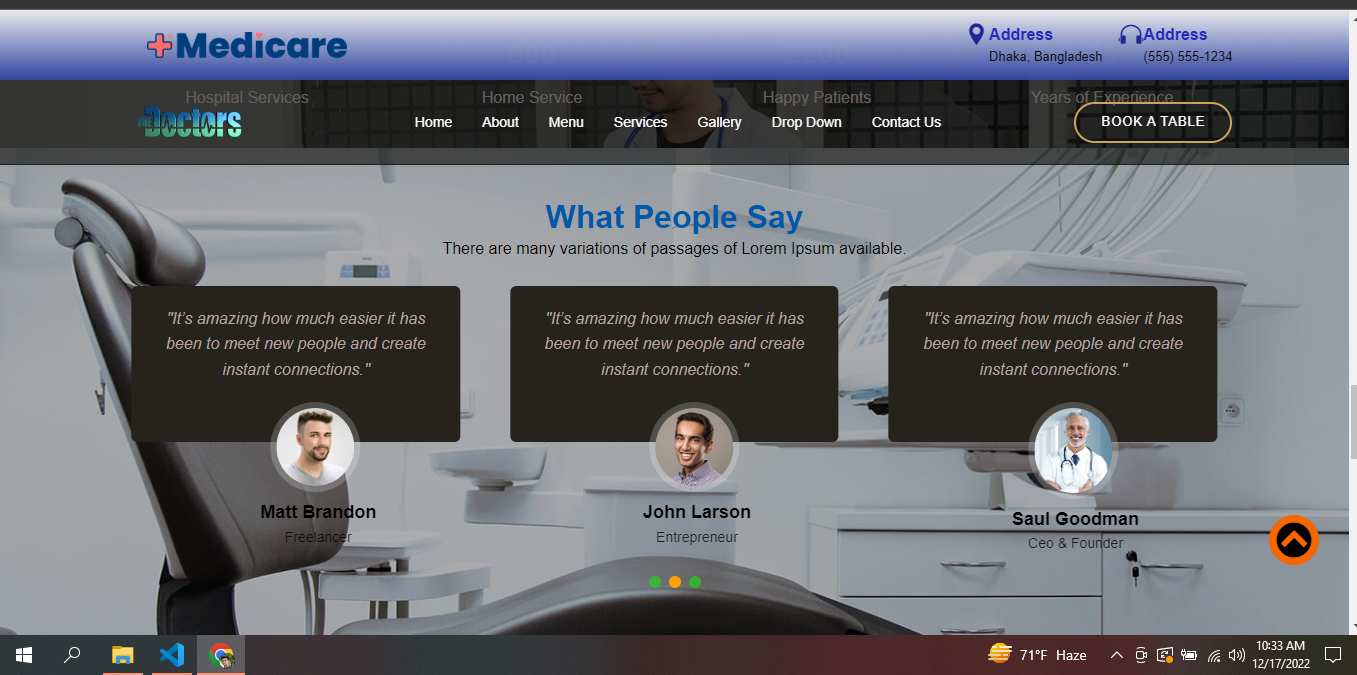 Medicare
Address
Dhaka, Bangladesh
Address
(555) 555-1234
Hospital Services
Home Service
Happy Patients
Years of Experience
Doctors
Home
About
Menu
Services
Gallery
Drop Down
Contact Us
BOOK A TABLE
What People Say
There are many variations of passages of Lorem Ipsum available.
"It’s amazing how much easier it has
been to meet new people and create
instant connections."
Matt Brandon
Freelancer
"It’s amazing how much easier it has
been to meet new people and create
instant connections."
John Larson
Entrepreneur
"It’s amazing how much easier it has
been to meet new people and create
instant connections."
Saul Goodman
Ceo & Founder
71°F Haze
10:33 AM
12/17/2022